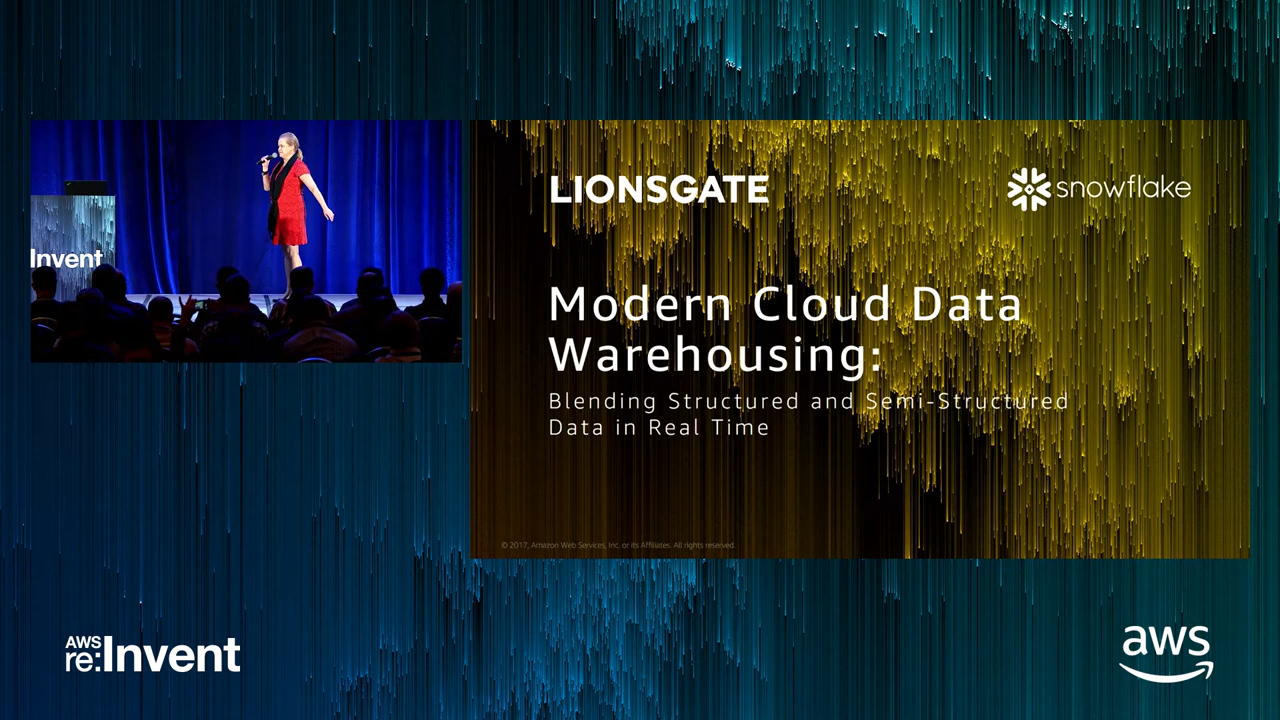 Invent
LIONSGATE
snowflake
Modern Cloud Data
Warehousing:
Blending Structured and Semi-Structured
Data in Real Time
© 2017, Amazon Web Services, Inc. or its Affiliates. All rights reserved.
AWS
re:Invent
aws